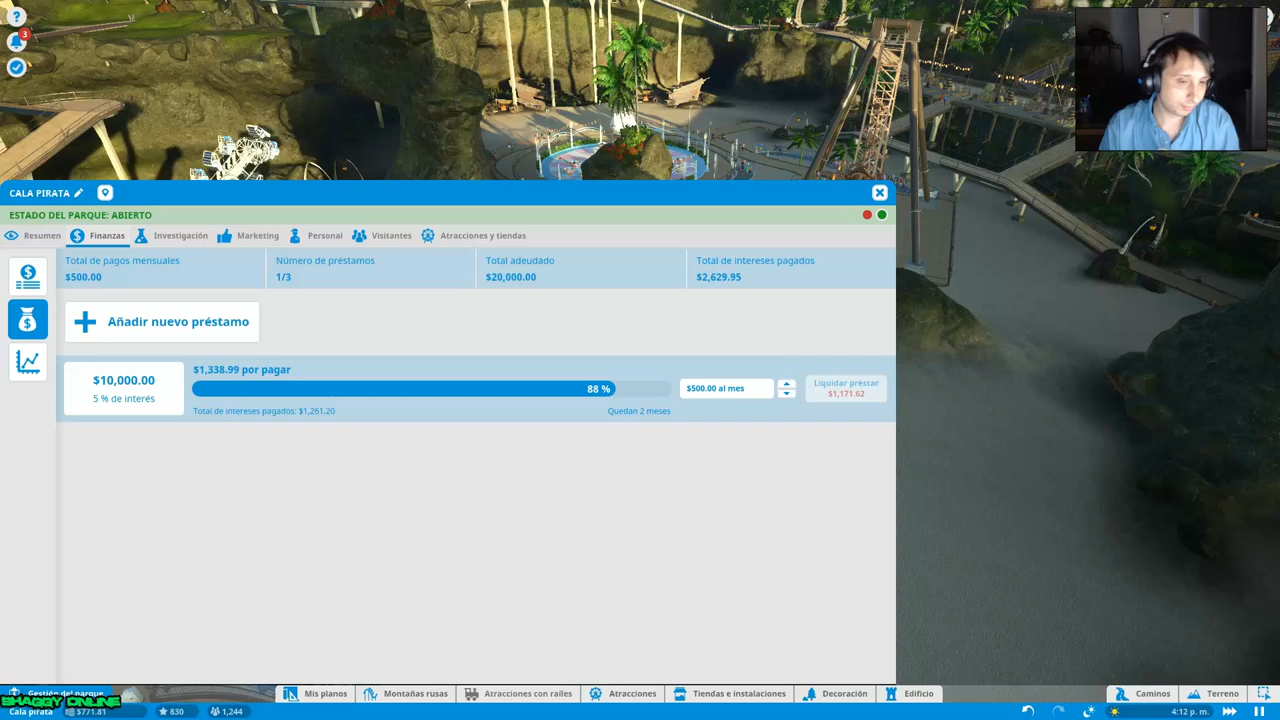 ?
3
CALA PIRATA
ESTADO DEL PARQUE: ABIERTO
Resumen
Finanzas
Investigación
Marketing
Personal
Visitantes
Atracciones y tiendas
Total de pagos mensuales
$500.00
Número de préstamos
1/3
Total adeudado
$20,000.00
Total de intereses pagados
$2,629.95
Añadir nuevo préstamo
$10,000.00
5 % de interés
$1,338.99 por pagar
88 %
Total de intereses pagados: $1,261.20
Quedan 2 meses
$500.00 al mes
Liquidar préstar
$1,171.62
Gestión del parque
Mis planos
Montañas rusas
Atracciones con raíles
Atracciones
Tiendas e instalaciones
Decoración
Edificio
Caminos
Terreno
SHAGGY ONLINE
Cala pirata
$771.81
830
1,244
4:12 p. m.